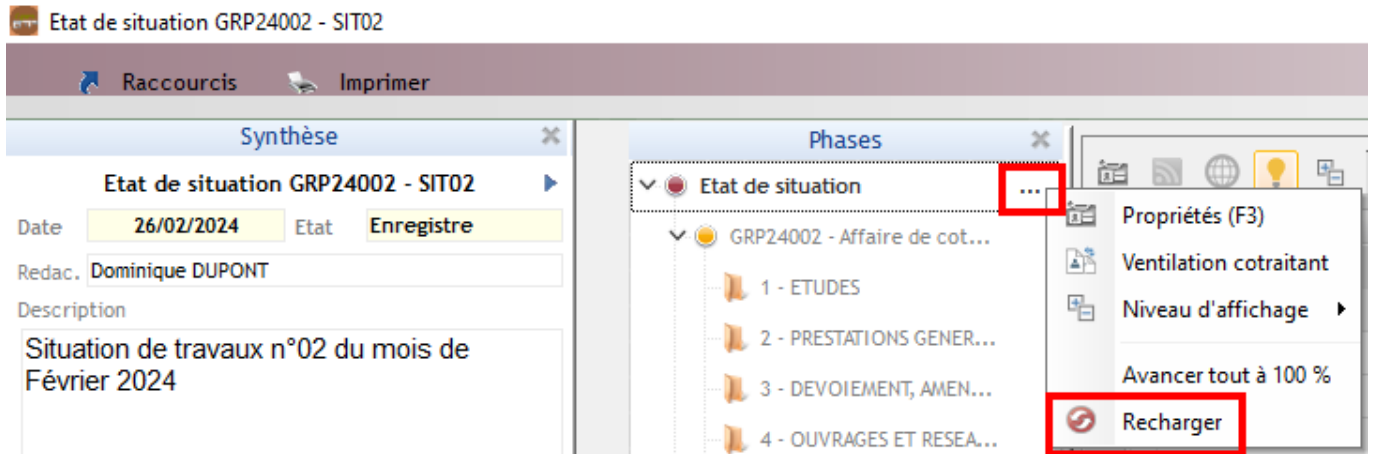 Etat de situation GRP24002 - SIT02
Raccourcis Imprimer
Synthèse
Etat de situation GRP24002 - SIT02
Date 26/02/2024 Etat Enregistre
Redac. Dominique DUPONT
Description
Situation de travaux n°02 du mois de
Février 2024
Phases
Etat de situation ...
GRP24002 - Affaire de cot...
1 - ETUDES
2 - PRESTATIONS GENER...
3 - DEVOIEMENT, AMEN...
4 - OUVRAGES ET RESEA...
Propriétés (F3)
Ventilation cotraitant
Niveau d'affichage
Avancer tout à 100 %
Recharger